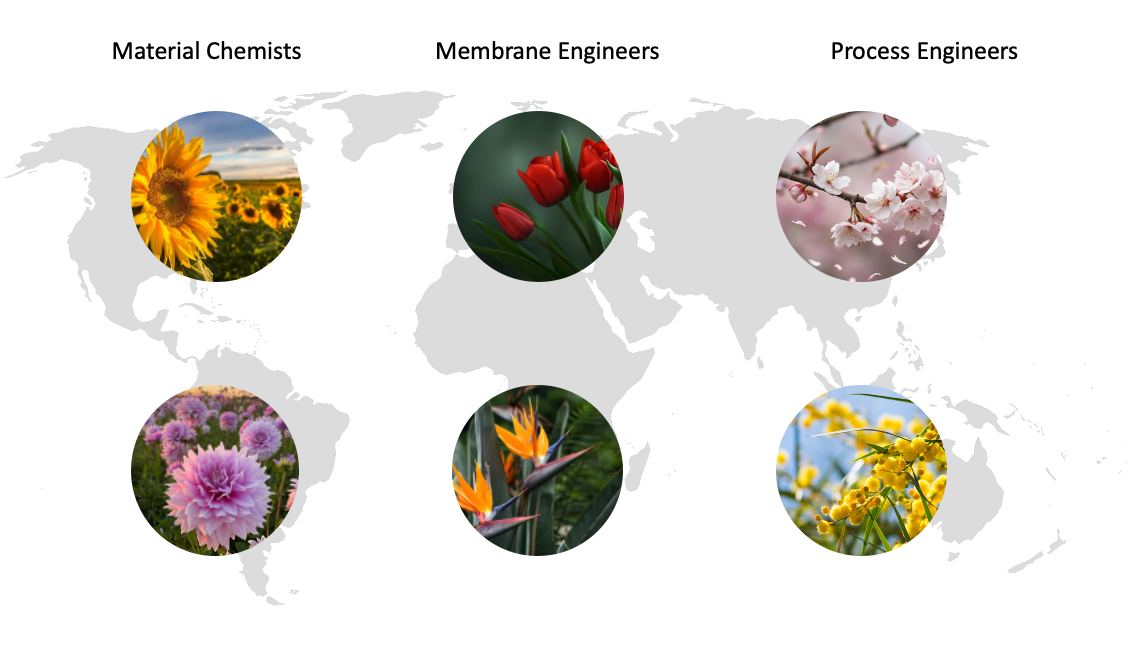 Material Chemists
Membrane Engineers
Process Engineers